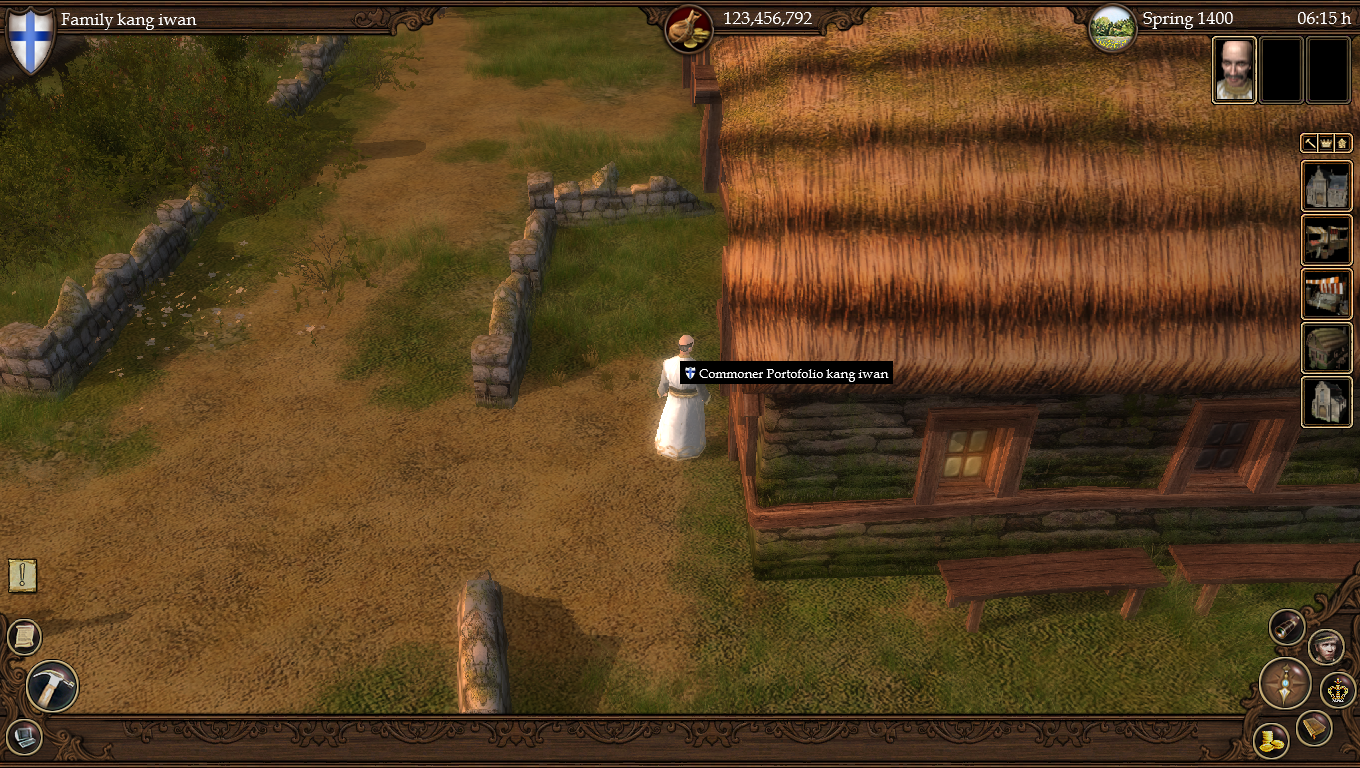 Family kang iwan
123,456,792
Spring 1400
06:15 h
Commoner Portofolio kang iwan